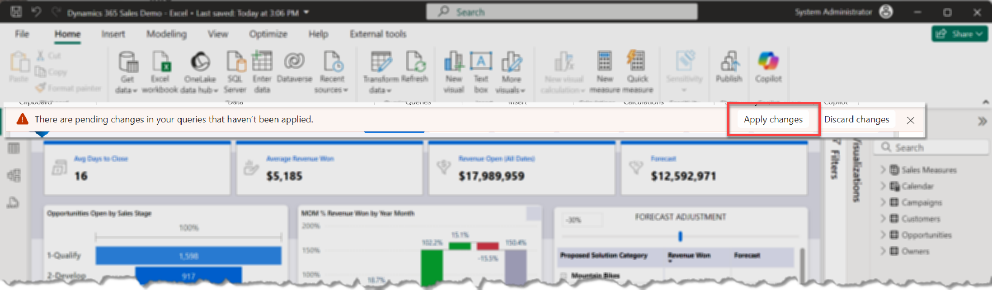 Dynamics 365 Sales Demo - Excel • Last saved: Today at 3:06 PM
Search
System Administrator
File Home Insert Modeling View Optimize Help External tools
Share
Paste
Cut
Copy
Format painter
Get data
Excel workbook
OneLake data hub
SQL Server
Enter data
Dataverse
Recent sources
Transform data
Refresh
New visual
Text box
More visuals
New visual calculation
New measure
Quick measure
Sensitivity
Publish
Copilot
There are pending changes in your queries that haven't been applied.
Apply changes
Discard changes
Avg Days to Close
16
Average Revenue Won
$5,185
Revenue Open (All Dates)
$17,989,959
Forecast
$12,592,971
Filters
Visualizations
Search
Sales Measures
Calendar
Campaigns
Customers
Opportunities
Owners
Opportunities Open by Sales Stage
100%
1-Qualify
1,598
2-Develop
917
MOM % Revenue Won by Year Month
200%
150%
100%
18.7%
102.2%
15.1%
-15.5%
150.4%
-30%
FORECAST ADJUSTMENT
Proposed Solution Category Revenue Won Forecast
Mountain Bikes